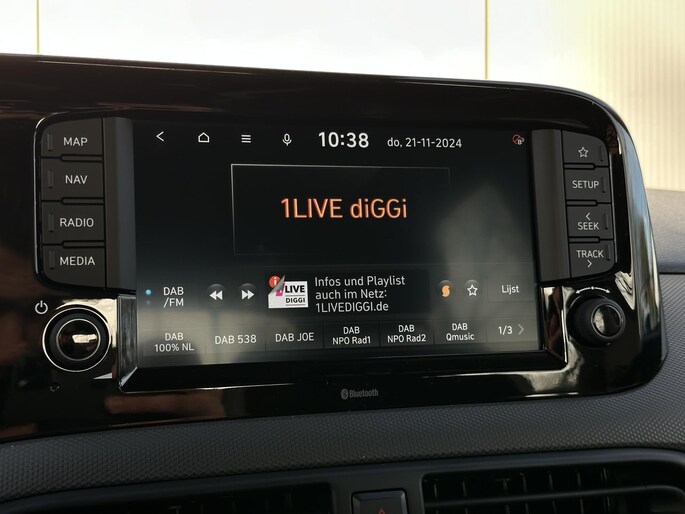 MAP
NAV
RADIO
MEDIA
10:38 do, 21-11-2024
1LIVE diGGi
DAB
/FM
1LIVE
DIGGI
Infos und Playlist
auch im Netz:
1LIVEDIGGI.de
Lijst
DAB
100% NL
DAB 538
DAB JOE
DAB
NPO Rad1
DAB
NPO Rad2
DAB
Qmusic
1/3 >
SETUP
<
SEEK
TRACK
>
Bluetooth